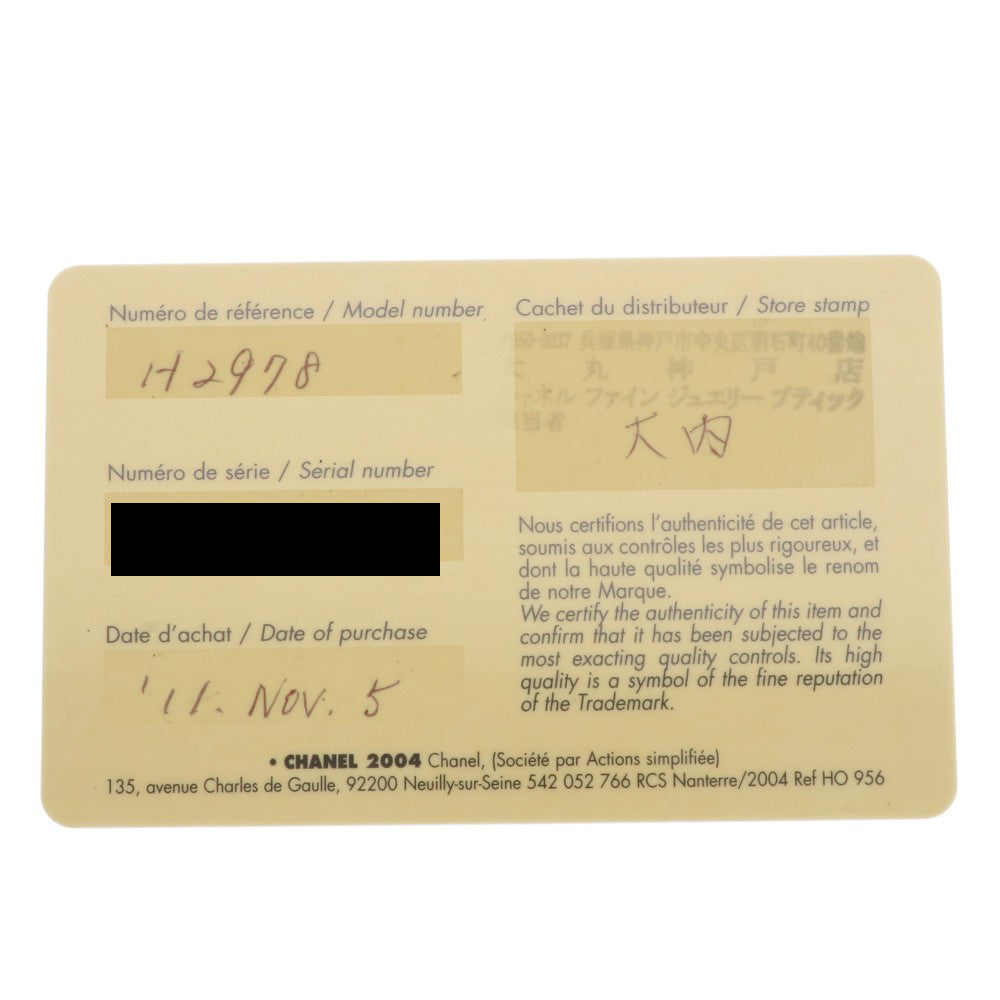 Numéro de référence / Model number
H2978
Numéro de série / Serial number
Date d'achat / Date of purchase
'11. NOV. 5
Cachet du distributeur / Store stamp
50-0037 兵庫県神戸市中央区明石町40番地
丸神戸店
ネル ファイン ジュエリー ブティック
当者
大内
Nous certifions l'authenticité de cet article,
soumis aux contrôles les plus rigoureux, et
dont la haute qualité symbolise le renom
de notre Marque.
We certify the authenticity of this item and
confirm that it has been subjected to the
most exacting quality controls. Its high
quality is a symbol of the fine reputation
of the Trademark.
• CHANEL 2004 Chanel, (Société par Actions simplifiée)
135, avenue Charles de Gaulle, 92200 Neuilly-sur-Seine 542 052 766 RCS Nanterre/2004 Ref HO 956